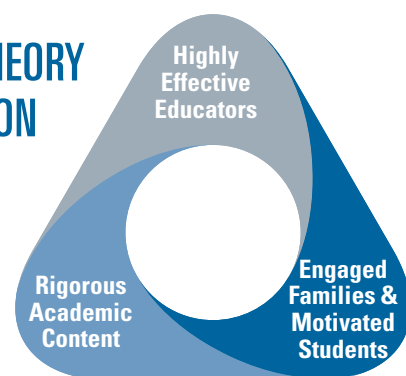 HEORY
ON
Highly
Effective
Educators
Rigorous
Academic
Content
Engaged
Families &
Motivated
Students